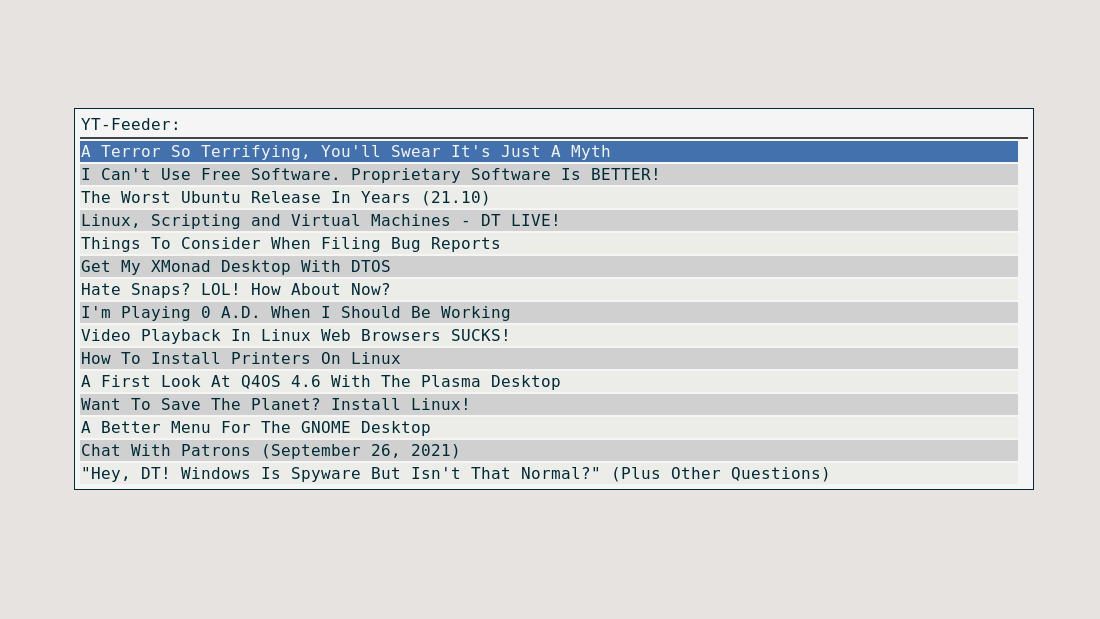 YT-Feeder:
A Terror So Terrifying, You'll Swear It's Just A Myth
I Can't Use Free Software. Proprietary Software Is BETTER!
The Worst Ubuntu Release In Years (21.10)
Linux, Scripting and Virtual Machines - DT LIVE!
Things To Consider When Filing Bug Reports
Get My XMonad Desktop With DTOS
Hate Snaps? LOL! How About Now?
I'm Playing 0 A.D. When I Should Be Working
Video Playback In Linux Web Browsers SUCKS!
How To Install Printers On Linux
A First Look At Q4OS 4.6 With The Plasma Desktop
Want To Save The Planet? Install Linux!
A Better Menu For The GNOME Desktop
Chat With Patrons (September 26, 2021)
"Hey, DT! Windows Is Spyware But Isn't That Normal?" (Plus Other Questions)